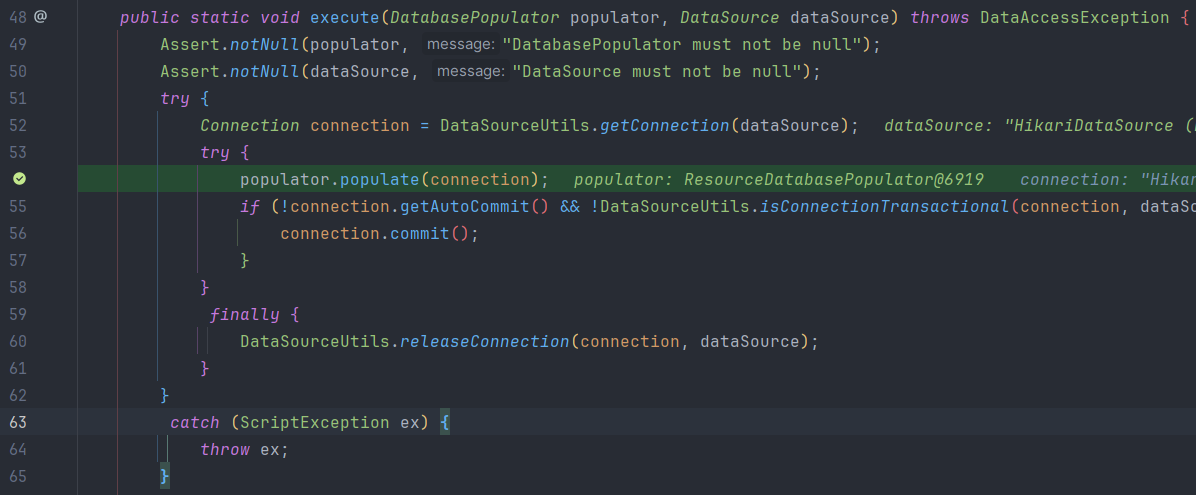 48 @ public static void execute(DatabasePopulator populator, DataSource dataSource) throws DataAccessException {
49 Assert.notNull(populator, message: "DatabasePopulator must not be null");
50 Assert.notNull(dataSource, message: "DataSource must not be null");
51 try {
52 Connection connection = DataSourceUtils.getConnection(dataSource); dataSource: "HikariDataSource (
53 try {
populator.populate(connection); populator: ResourceDatabasePopulator@6919 connection: "Hikar
55 if (!connection.getAutoCommit() && !DataSourceUtils.isConnectionTransactional(connection, dataSo
56 connection.commit();
57 }
58 }
59 finally {
60 DataSourceUtils.releaseConnection(connection, dataSource);
61 }
62 }
63 catch (ScriptException ex) {
64 throw ex;
65 }